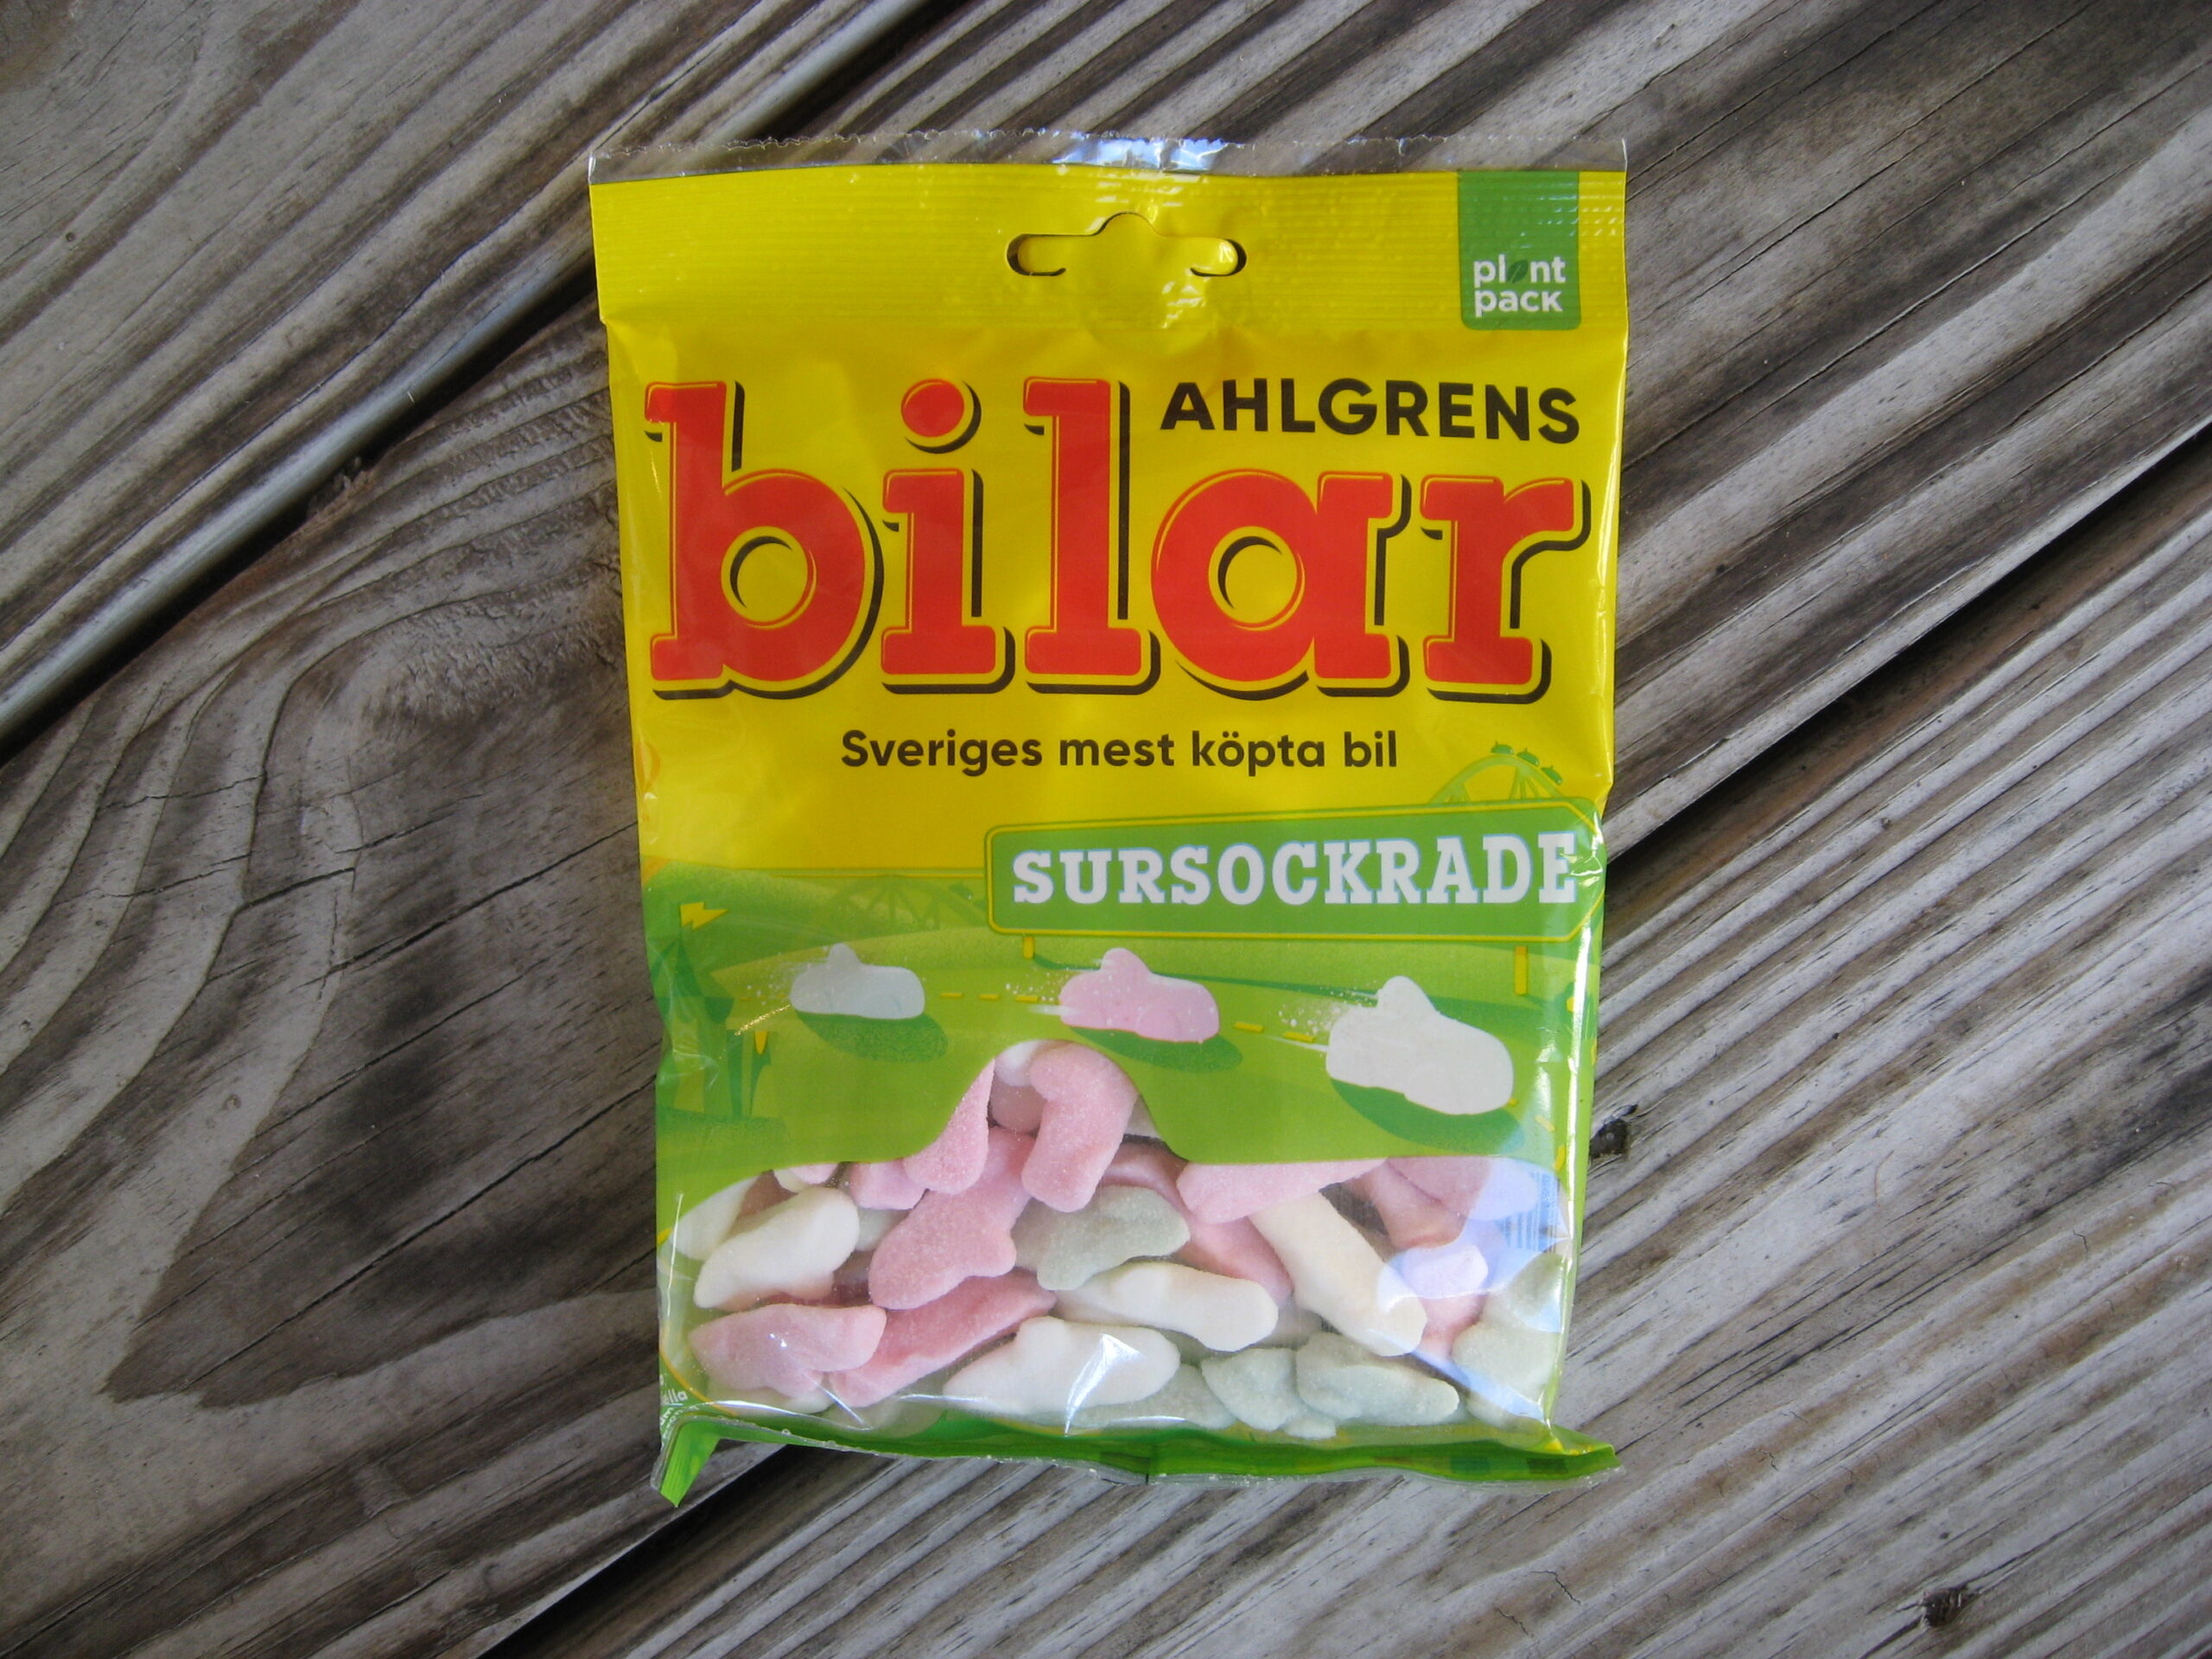 plant
pack
AHLGRENS
bilar
Sveriges mest köpta bil
SURSOCKRADE